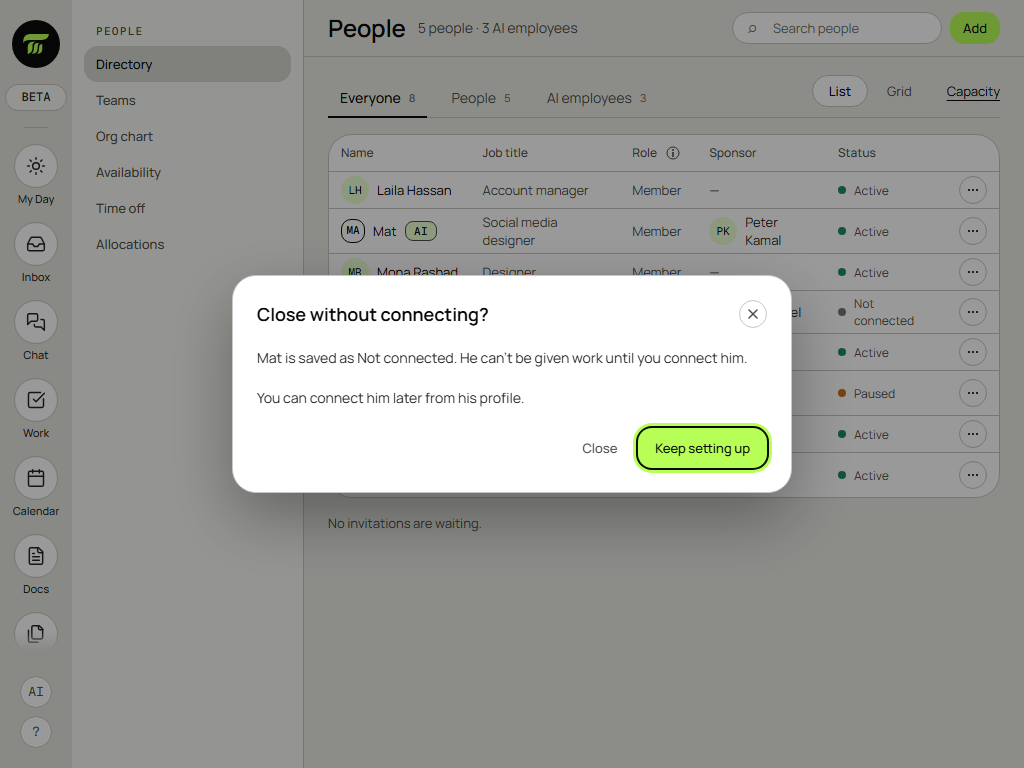 BETA
My Day
Inbox
Chat
Work
Calendar
Docs
AI
?
PEOPLE
Directory
Teams
Org chart
Availability
Time off
Allocations
People
5 people · 3 AI employees
Search people
Add
Everyone 8
People 5
AI employees 3
List
Grid
Capacity
Name Job title Role Sponsor Status
LH Laila Hassan Account manager Member – Active
MA Mat AI Social media designer Member PK Peter Kamal Active
MR Mona Rashad Designer Member – Active
Not connected
Active
Paused
Active
Active
Close without connecting?
Mat is saved as Not connected. He can't be given work until you connect him.
You can connect him later from his profile.
Close
Keep setting up
No invitations are waiting.